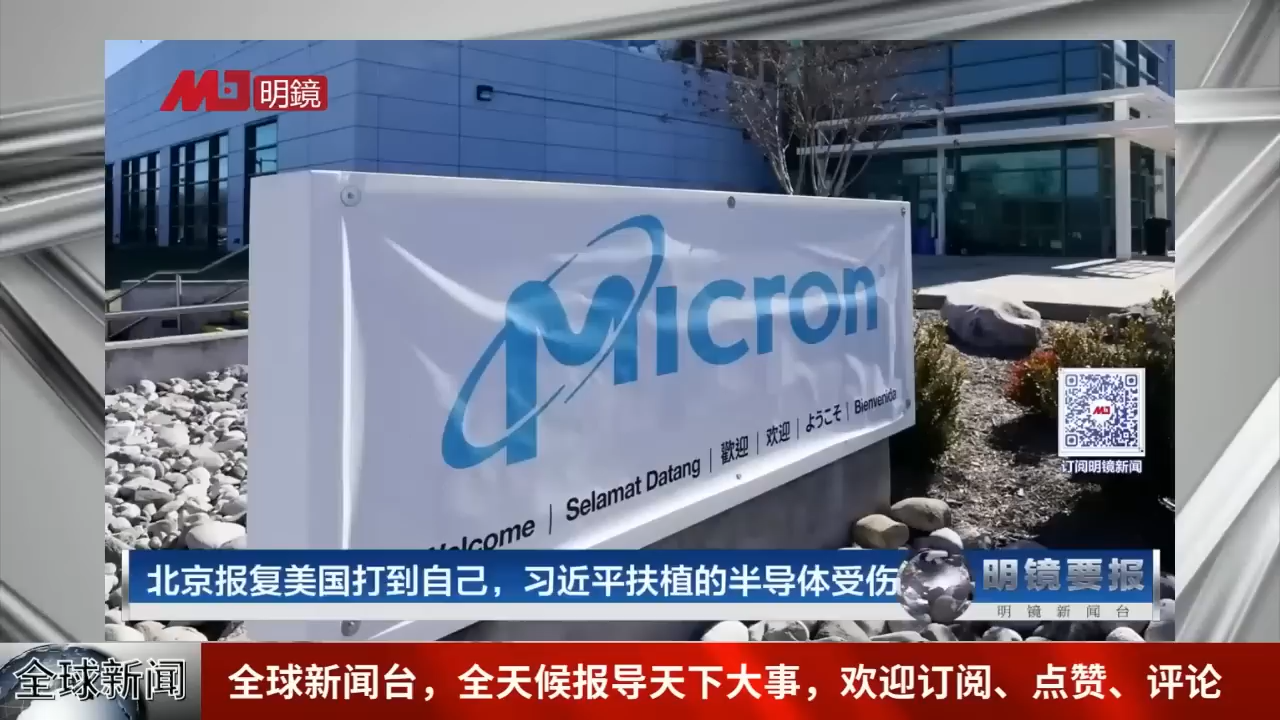 明鏡
Micron
Welcome | Selamat Datang | 歡迎 | 欢迎 | ようこそ | Bienvenida
订阅明镜新闻
北京报复美国打到自己，习近平扶植的半导体受伤
明镜要报
明镜新闻台
全球新闻
全球新闻台，全天候报导天下大事，欢迎订阅、点赞、评论